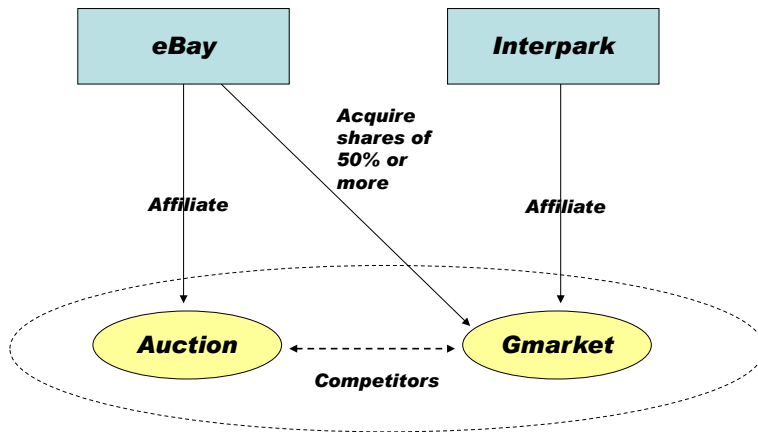 eBay
Interpark
Acquire
shares of
50% or
more
Affiliate
Affiliate
Auction
Gmarket
Competitors